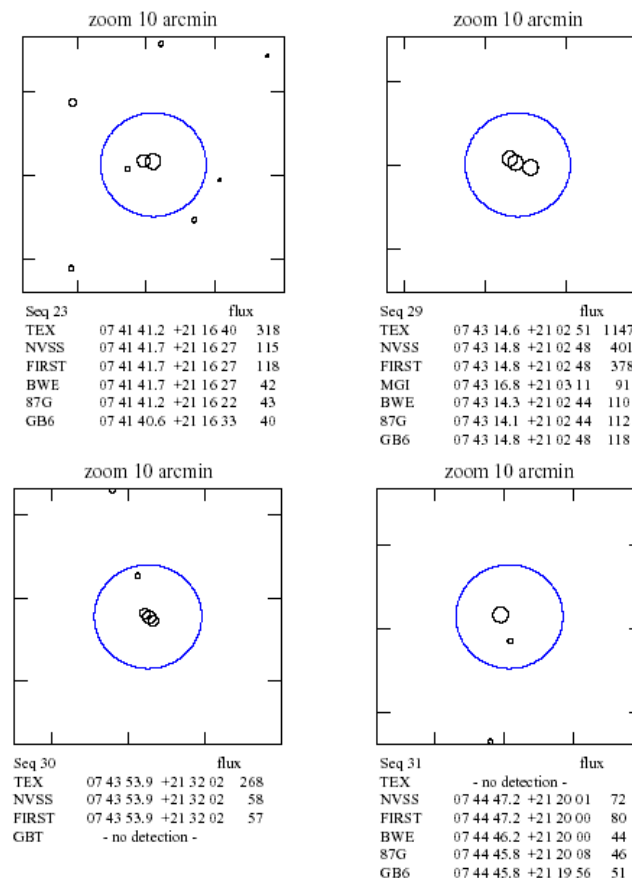 zoom 10 arcmin
Seq 23 flux
TEX 07 41 41.2 +21 16 40 318
NVSS 07 41 41.7 +21 16 27 115
FIRST 07 41 41.7 +21 16 27 118
BWE 07 41 41.7 +21 16 27 42
87G 07 41 41.2 +21 16 22 43
GB6 07 41 40.6 +21 16 33 40
zoom 10 arcmin
Seq 29 flux
TEX 07 43 14.6 +21 02 51 1147
NVSS 07 43 14.8 +21 02 48 401
FIRST 07 43 14.8 +21 02 48 378
MGI 07 43 16.8 +21 03 11 91
BWE 07 43 14.3 +21 02 44 110
87G 07 43 14.1 +21 02 44 112
GB6 07 43 14.8 +21 02 48 118
zoom 10 arcmin
Seq 30 flux
TEX 07 43 53.9 +21 32 02 268
NVSS 07 43 53.9 +21 32 02 58
FIRST 07 43 53.9 +21 32 02 57
GBT - no detection -
zoom 10 arcmin
Seq 31 flux
TEX - no detection -
NVSS 07 44 47.2 +21 20 01 72
FIRST 07 44 47.2 +21 20 00 80
BWE 07 44 46.2 +21 20 00 44
87G 07 44 45.8 +21 20 08 46
GB6 07 44 45.8 +21 19 56 51